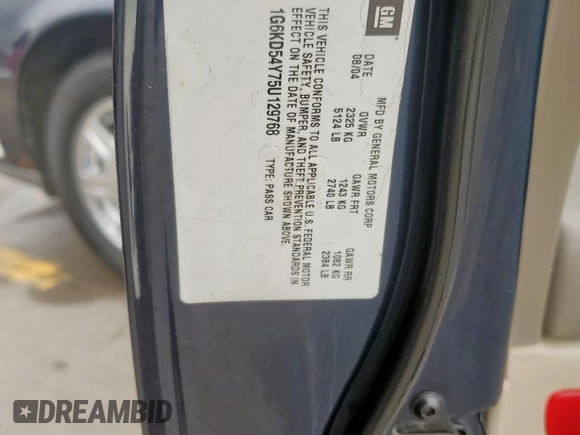 GM
MFD BY GENERAL MOTORS CORP
DATE GVWR GAWR FRT GAWR RR
08/04 2325 KG 1243 KG 1082 KG
5124 LB 2740 LB 2384 LB
THIS VEHICLE CONFORMS TO ALL APPLICABLE U.S. FEDERAL MOTOR
VEHICLE SAFETY, BUMPER, AND THEFT PREVENTION STANDARDS IN
EFFECT ON THE DATE OF MANUFACTURE SHOWN ABOVE.
1G6KD54Y75U129768 TYPE: PASS CAR
DREAMBID